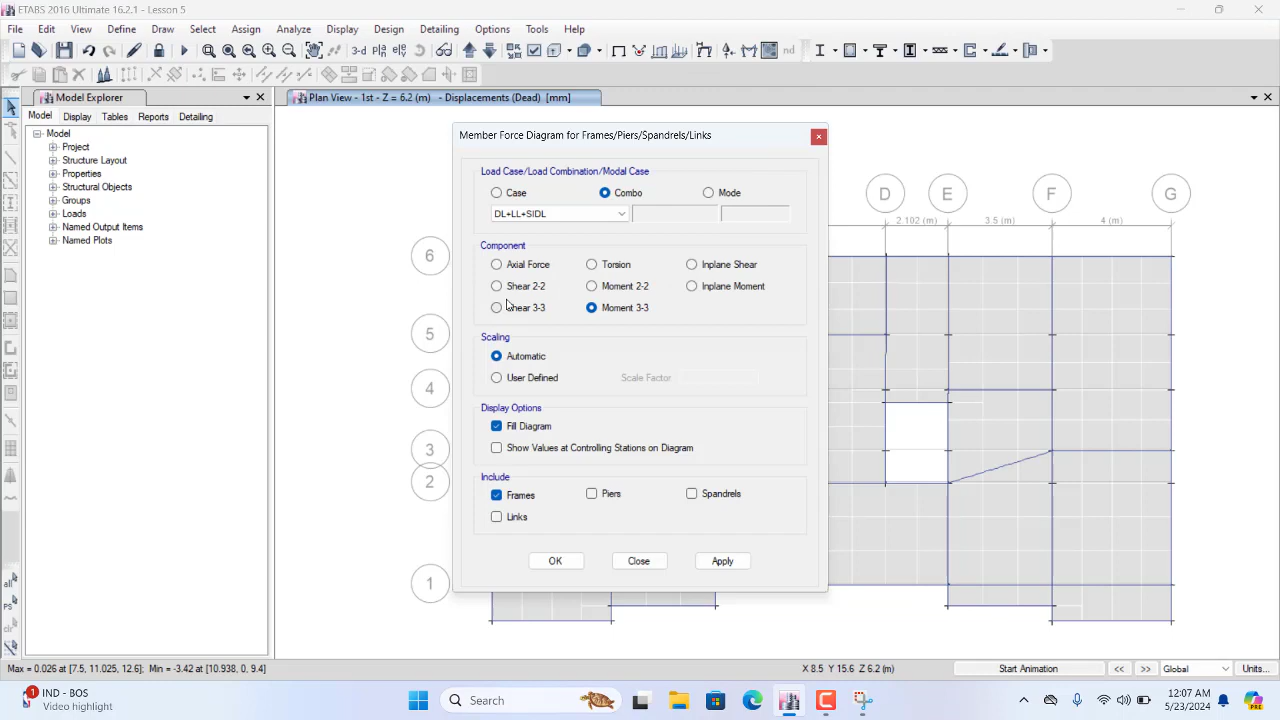 ETABS 2016 Ultimate 16.2.1 - Lesson 5
File Edit View Define Draw Select Assign Analyze Display Design Detailing Options Tools Help
3-d
nd
Model Explorer
Plan View - 1st - Z = 6.2 (m) - Displacements (Dead) [mm]
Model Display Tables Reports Detailing
Model
Project
Structure Layout
Properties
Structural Objects
Groups
Loads
Named Output Items
Named Plots
Member Force Diagram for Frames/Piers/Spandrels/Links
Load Case/Load Combination/Modal Case
Case Combo Mode
DL+LL+SIDL
Component
Axial Force Torsion Inplane Shear
Shear 2-2 Moment 2-2 Inplane Moment
Shear 3-3 Moment 3-3
Scaling
Automatic
User Defined Scale Factor
Display Options
Fill Diagram
Show Values at Controlling Stations on Diagram
Include
Frames Piers Spandrels
Links
OK Close Apply
D E F G
2.102 (m) 3.5 (m) 4 (m)
6
5
4
3
2
1
all
PS
clr
Max = 0.026 at [7.5, 11.025, 12.6]; Min = -3.42 at [10.938, 0, 9.4]
X 8.5 Y 15.6 Z 6.2 (m)
Start Animation << >> Global Units...
1
IND - BOS
Video highlight
Search
PRE
12:07 AM
5/23/2024